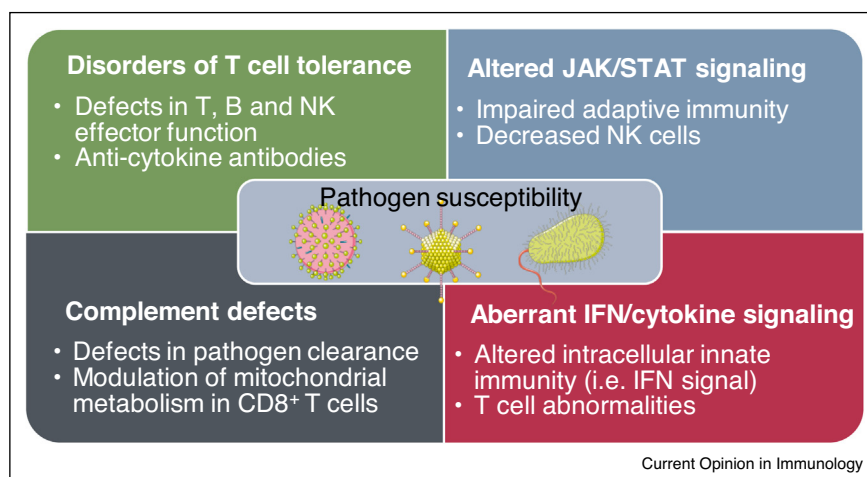 Disorders of T cell tolerance
• Defects in T, B and NK
effector function
• Anti-cytokine antibodies
Altered JAK/STAT signaling
• Impaired adaptive immunity
• Decreased NK cells
Pathogen susceptibility
Complement defects
• Defects in pathogen clearance
• Modulation of mitochondrial
metabolism in CD8⁺ T cells
Aberrant IFN/cytokine signaling
• Altered intracellular innate
immunity (i.e. IFN signal)
• T cell abnormalities
Current Opinion in Immunology